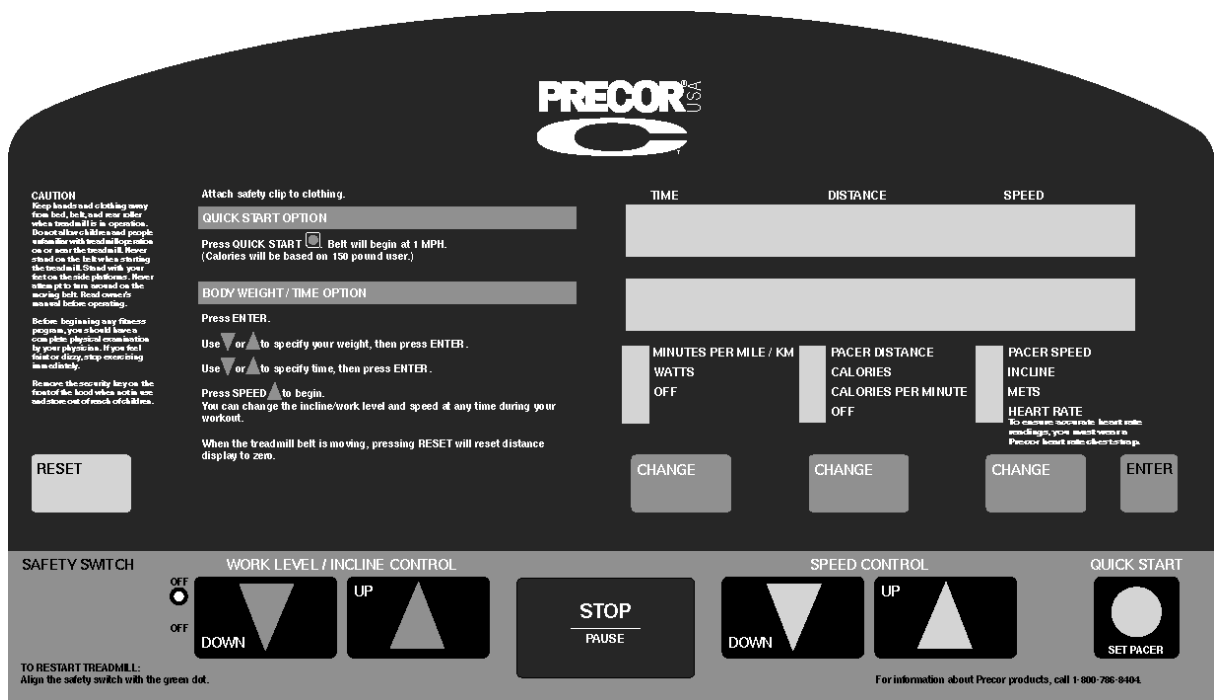 PRECOR® USA
CAUTION
Keep hands and clothing away
from bed, belt, and rear roller
when treadmill is in operation.
Do not allow children and people
unfamiliar with treadmill operation
on or near the treadmill. Never
stand on the belt when starting
the treadmill. Stand with your
feet on the side platforms. Never
attempt to turn around on the
moving belt. Read owner's
manual before operating.
Before beginning any fitness
program, you should have a
complete physical examination
by your physician. If you feel
faint or dizzy, stop exercising
immediately.
Remove the security key on the
front of the hood when not in use
and store out of reach of children.
RESET
Attach safety clip to clothing.
QUICK START OPTION
Press QUICK START . Belt will begin at 1 MPH.
(Calories will be based on 150 pound user.)
BODY WEIGHT / TIME OPTION
Press ENTER.
Use ▼ or ▲ to specify your weight, then press ENTER.
Use ▼ or ▲ to specify time, then press ENTER.
Press SPEED ▲ to begin.
You can change the incline/work level and speed at any time during your
workout.
When the treadmill belt is moving, pressing RESET will reset distance
display to zero.
TIME DISTANCE SPEED
MINUTES PER MILE / KM
WATTS
OFF
PACER DISTANCE
CALORIES
CALORIES PER MINUTE
OFF
PACER SPEED
INCLINE
METS
HEART RATE
To ensure accurate heart rate
readings, you must wear a
Precor heart rate chest strap.
CHANGE CHANGE CHANGE ENTER
SAFETY SWITCH
OFF
OFF
TO RESTART TREADMILL:
Align the safety switch with the green dot.
WORK LEVEL / INCLINE CONTROL
DOWN
UP
STOP
PAUSE
SPEED CONTROL
DOWN
UP
QUICK START
SET PACER
For information about Precor products, call 1-800-786-8404.